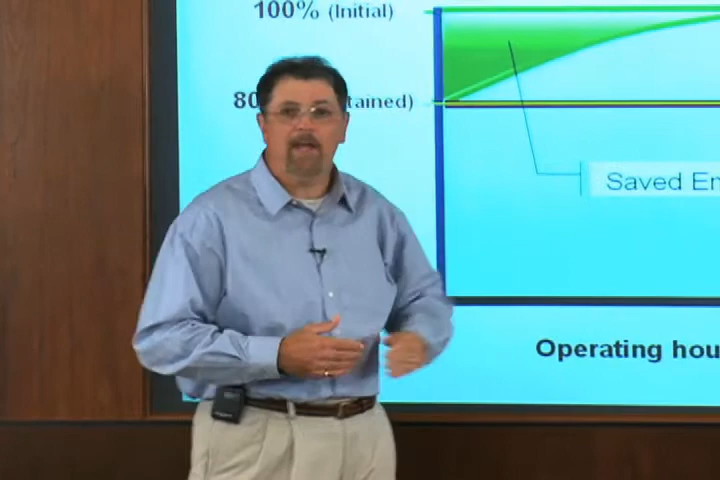 100% (Initial)
80 tained)
Saved En
Operating hou